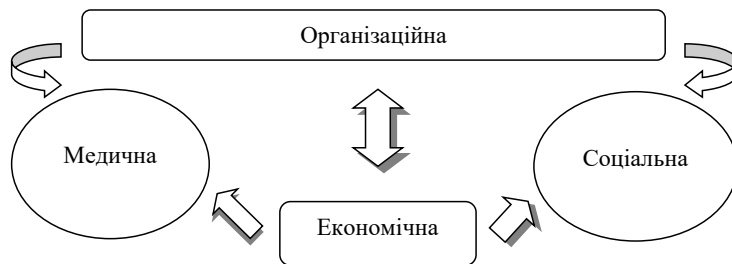 Організаційна
Медична
Соціальна
Економічна